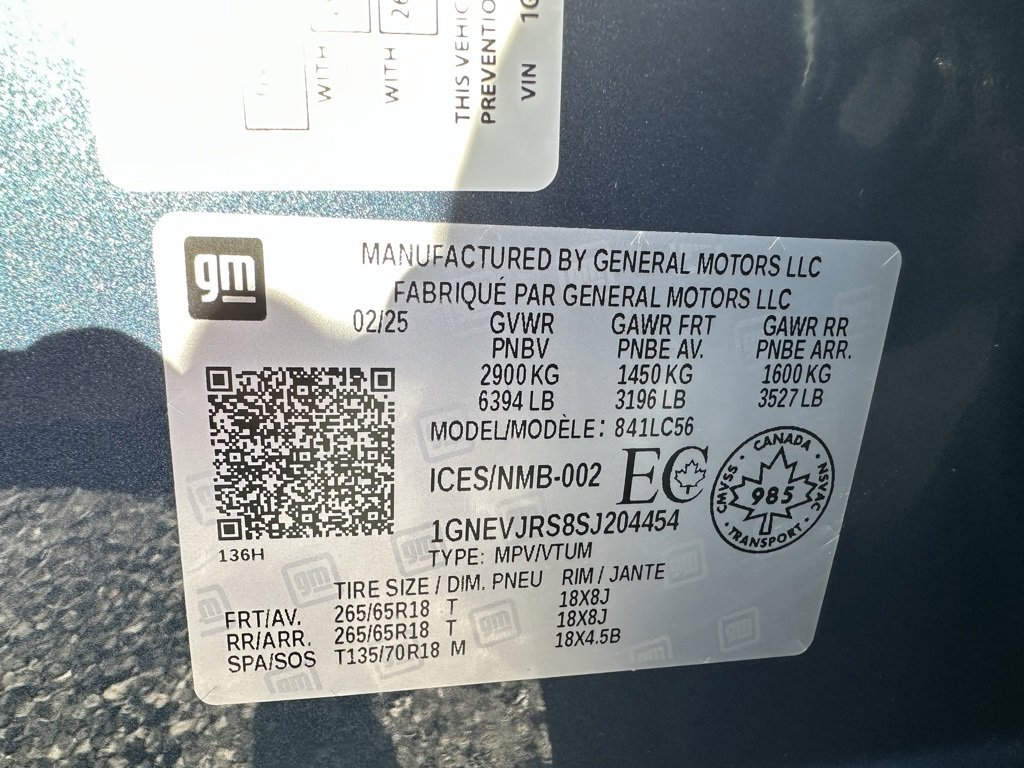 WITH
WITH 26
THIS VEHIC
PREVENTIO
VIN 1G
gm
MANUFACTURED BY GENERAL MOTORS LLC
FABRIQUÉ PAR GENERAL MOTORS LLC
02/25 GVWR GAWR FRT GAWR RR
PNBV PNBE AV. PNBE ARR.
2900 KG 1450 KG 1600 KG
6394 LB 3196 LB 3527 LB
MODEL/MODÈLE: 841LC56
ICES/NMB-002 EC
CANADA
CMVSS · NSVAC
985
TRANSPORT
1GNEVJRS8SJ204454
136H
TYPE: MPV/VTUM
TIRE SIZE / DIM. PNEU RIM / JANTE
FRT/AV. 265/65R18 T 18X8J
RR/ARR. 265/65R18 T 18X8J
SPA/SOS T135/70R18 M 18X4.5B